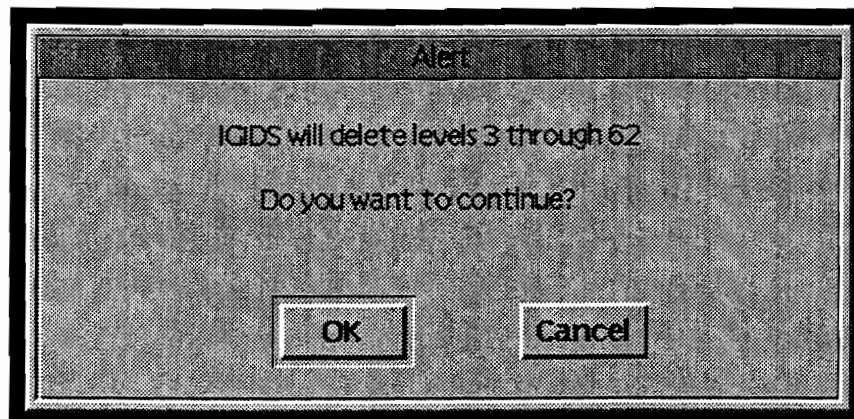 Alert
IGIDS will delete levels 3 through 62
Do you want to continue?
OK
Cancel